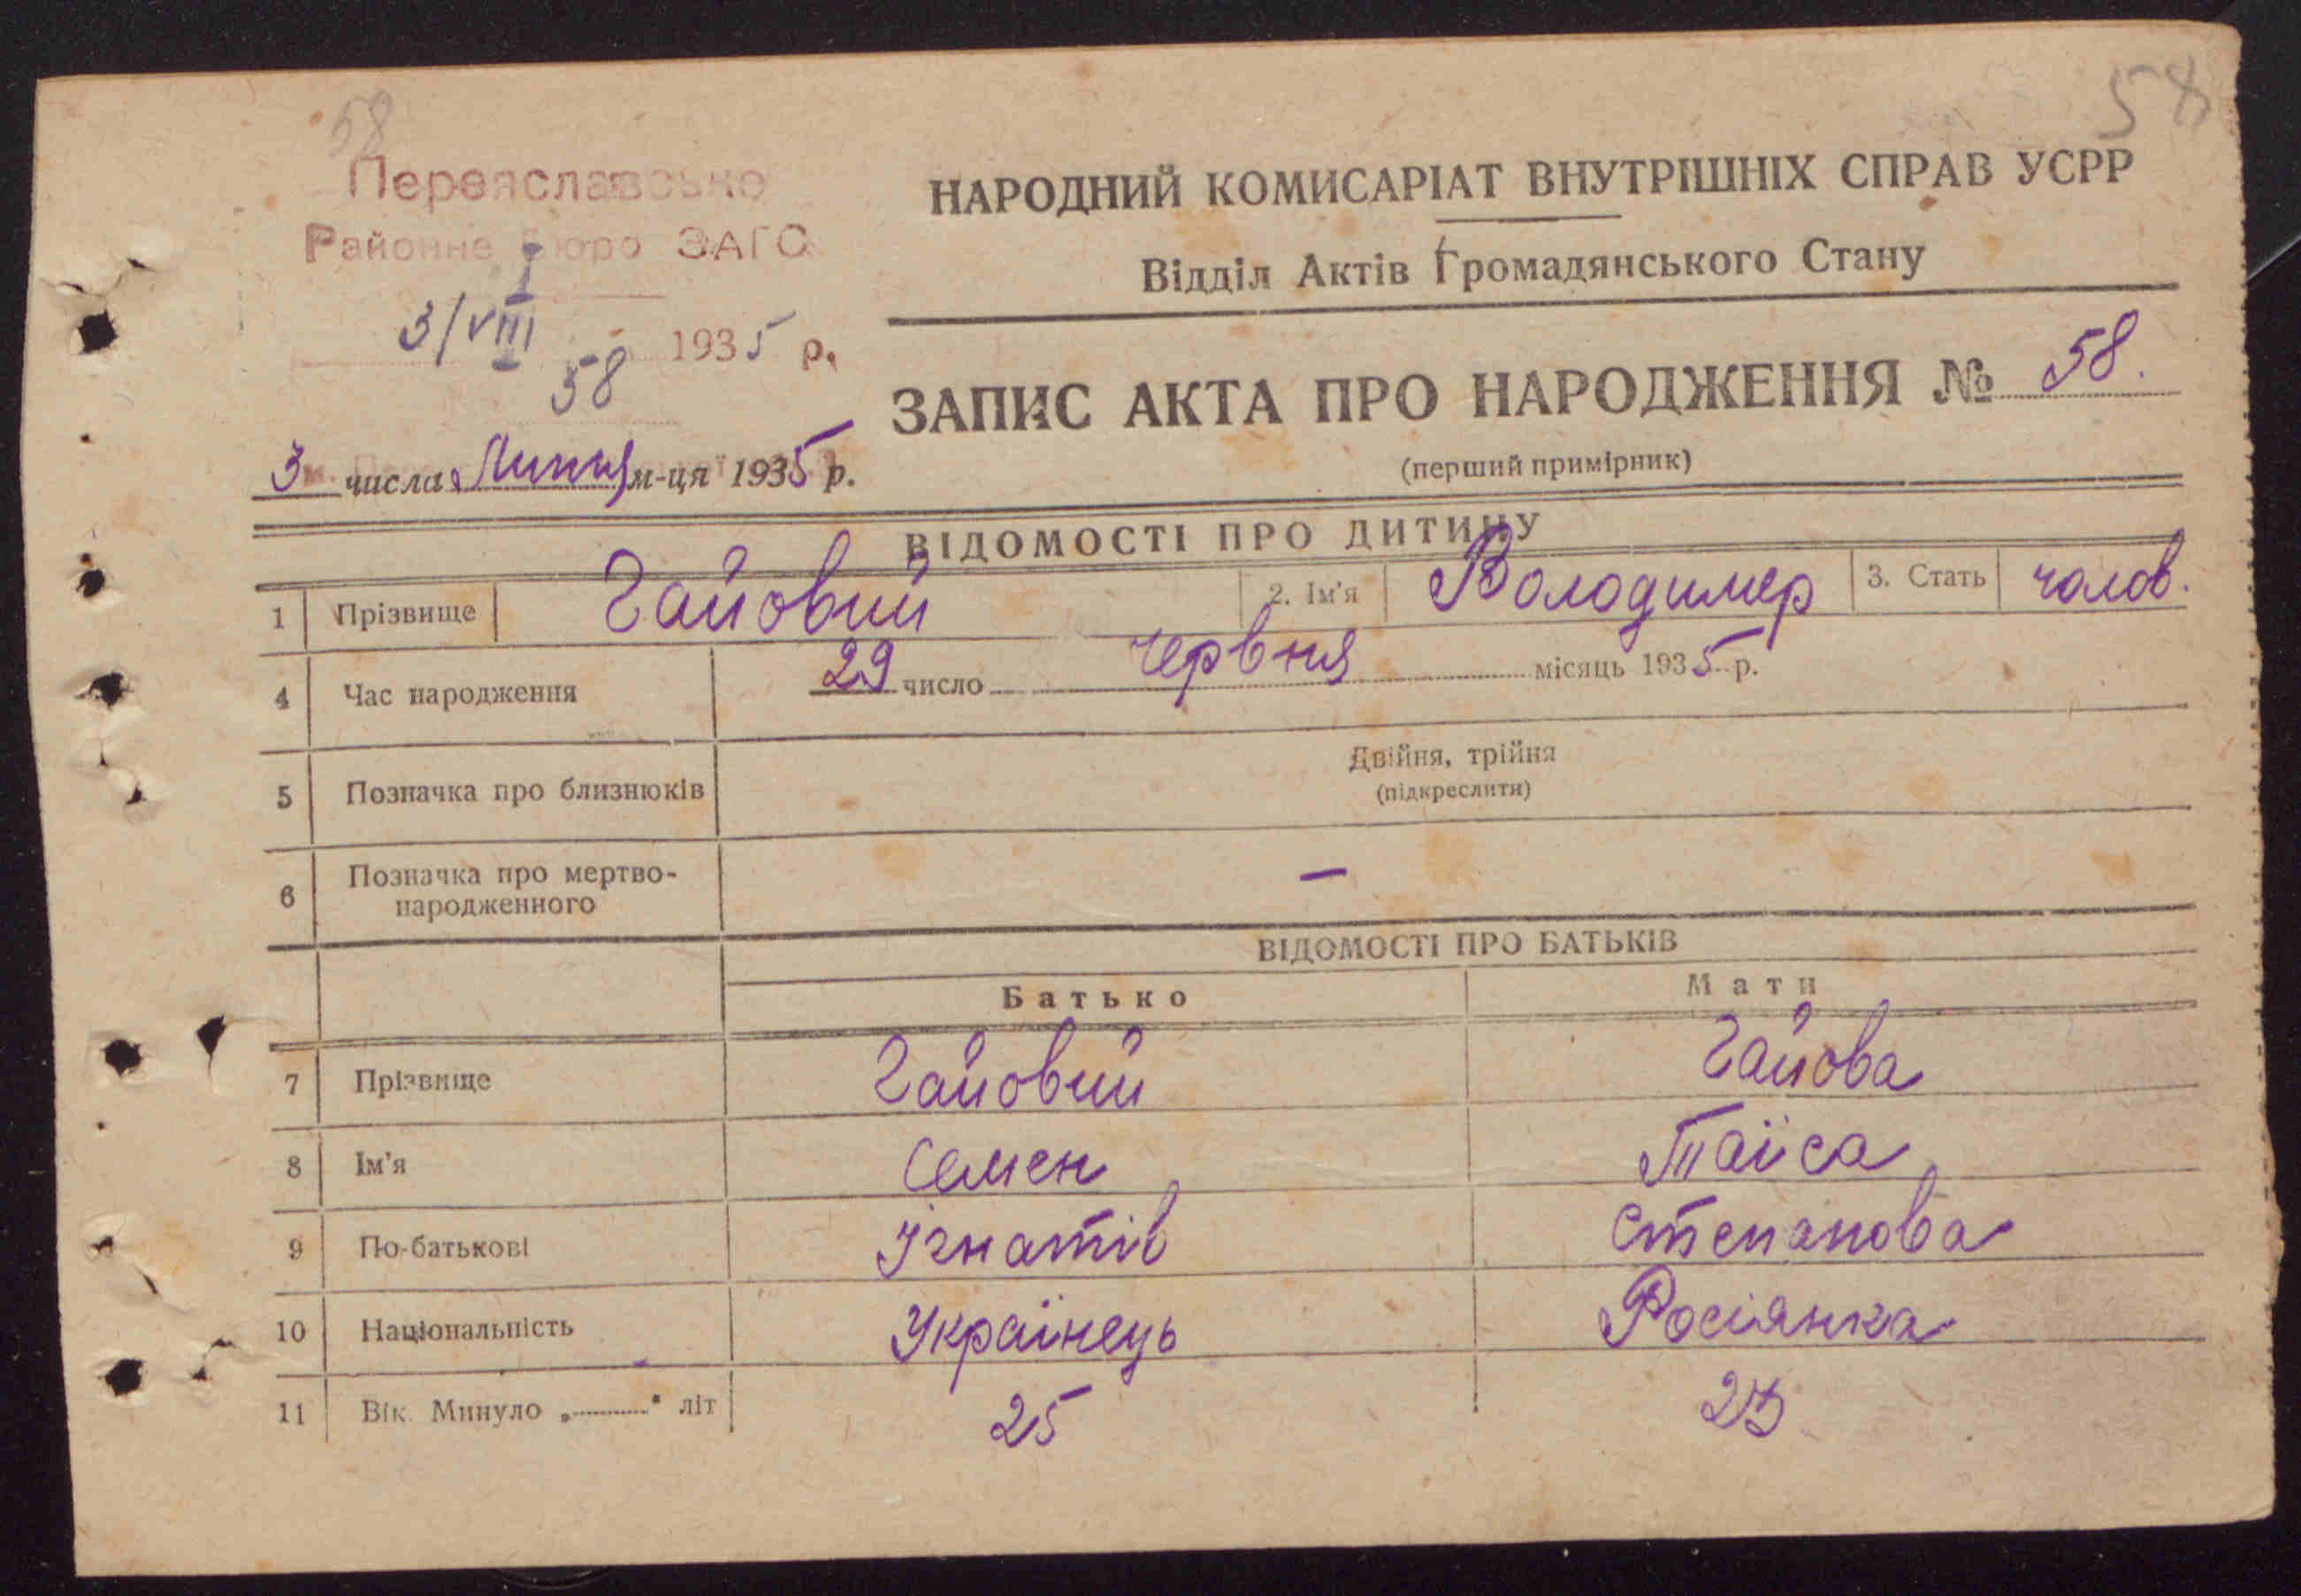 58
58
Переяславське
Районне Бюро ЗАГС
3/VIII 1935 р.
58
3 числа Липня м-ця 1935 р.
НАРОДНИЙ КОМИСАРІАТ ВНУТРІШНІХ СПРАВ УСРР
Відділ Актів Громадянського Стану
ЗАПИС АКТА ПРО НАРОДЖЕННЯ № 58.
(перший примірник)
ВІДОМОСТІ ПРО ДИТИНУ
1 Прізвище Гайовий 2. Ім'я Володимер 3. Стать чолов.
4 Час народження 29 число червня місяць 1935 р.
5 Позначка про близнюків Двійня, трійня
(підкреслити)
6 Позначка про мертво-
народженного —
ВІДОМОСТІ ПРО БАТЬКІВ
Батько Мати
7 Прізвище Гайовий Гайова
8 Ім'я Семен Таїса
9 По-батькові Ігнатів Степанова
10 Національність Українець Росіянка
11 Вік. Минуло „ " літ 25